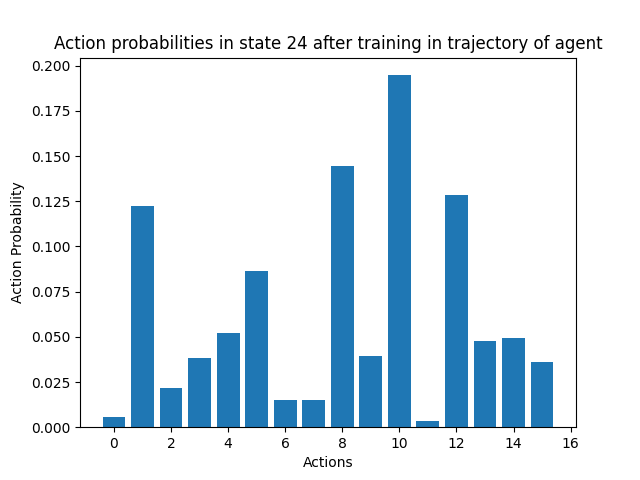 Action probabilities in state 24 after training in trajectory of agent
0.200
0.175
0.150
0.125
0.100
0.075
0.050
0.025
0.000
Action Probability
0 2 4 6 8 10 12 14 16
Actions